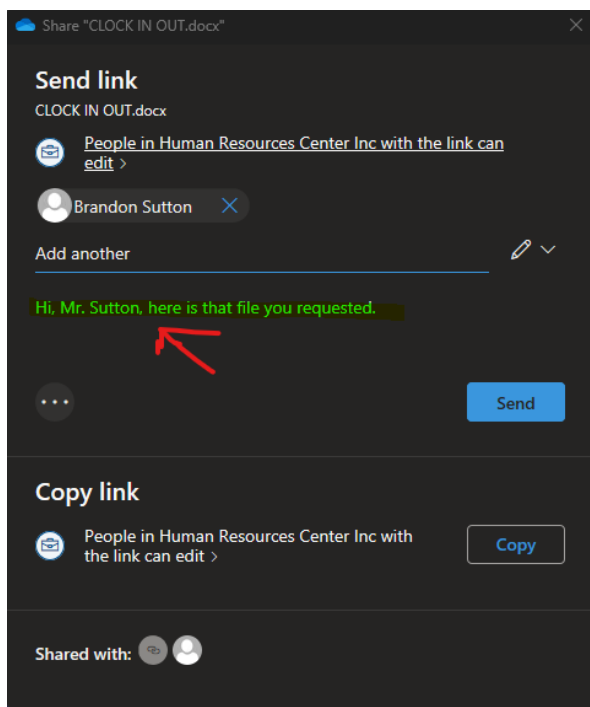 Share "CLOCK IN OUT.docx"
Send link
CLOCK IN OUT.docx
People in Human Resources Center Inc with the link can
edit >
Brandon Sutton
Add another
Hi, Mr. Sutton, here is that file you requested.
Send
Copy link
People in Human Resources Center Inc with
the link can edit >
Copy
Shared with: